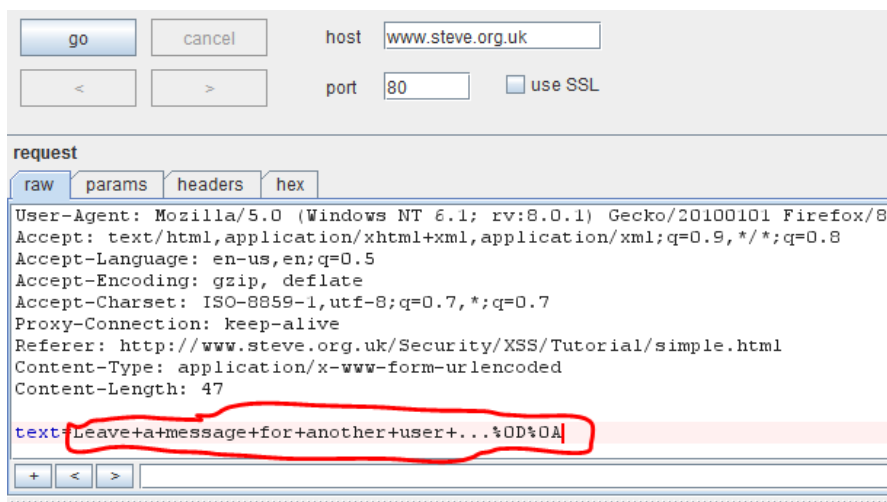 go cancel host www.steve.org.uk
< > port 80 use SSL
request
raw params headers hex
User-Agent: Mozilla/5.0 (Windows NT 6.1; rv:8.0.1) Gecko/20100101 Firefox/8
Accept: text/html,application/xhtml+xml,application/xml;q=0.9,*/*;q=0.8
Accept-Language: en-us,en;q=0.5
Accept-Encoding: gzip, deflate
Accept-Charset: ISO-8859-1,utf-8;q=0.7,*;q=0.7
Proxy-Connection: keep-alive
Referer: http://www.steve.org.uk/Security/XSS/Tutorial/simple.html
Content-Type: application/x-www-form-urlencoded
Content-Length: 47
text=Leave+a+message+for+another+user+...%0D%0A
+ < >